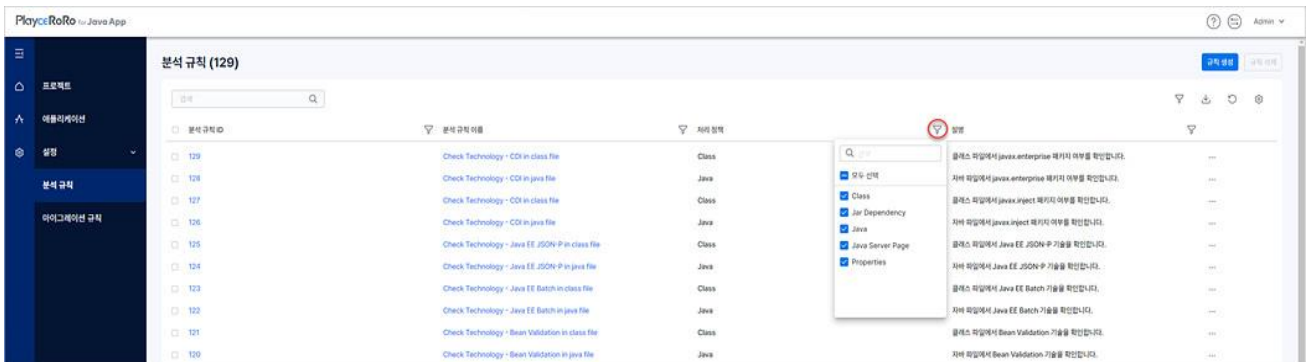 PlayceRoRo for Java App
Admin
분석 규칙 (129)
규칙 생성 규칙 삭제
프로젝트
애플리케이션
설정
분석 규칙
마이그레이션 규칙
검색
분석 규칙 ID 분석 규칙 이름 처리 정책 설명
129 Check Technology - CDI in class file Class 클래스 파일에서 javax.enterprise 패키지 여부를 확인합니다. ...
128 Check Technology - CDI in java file Java 자바 파일에서 javax.enterprise 패키지 여부를 확인합니다. ...
127 Check Technology - CDI in class file Class 클래스 파일에서 javax.inject 패키지 여부를 확인합니다. ...
126 Check Technology - CDI in java file Java 자바 파일에서 javax.inject 패키지 여부를 확인합니다. ...
125 Check Technology - Java EE JSON-P in class file Class 클래스 파일에서 Java EE JSON-P 기술을 확인합니다. ...
124 Check Technology - Java EE JSON-P in java file Java 자바 파일에서 Java EE JSON-P 기술을 확인합니다. ...
123 Check Technology - Java EE Batch in class file Class 클래스 파일에서 Java EE Batch 기술을 확인합니다. ...
122 Check Technology - Java EE Batch in java file Java 자바 파일에서 Java EE Batch 기술을 확인합니다. ...
121 Check Technology - Bean Validation in class file Class 클래스 파일에서 Bean Validation 기술을 확인합니다. ...
120 Check Technology - Bean Validation in java file Java 자바 파일에서 Bean Validation 기술을 확인합니다. ...
모두 선택
Class
Jar Dependency
Java
Java Server Page
Properties